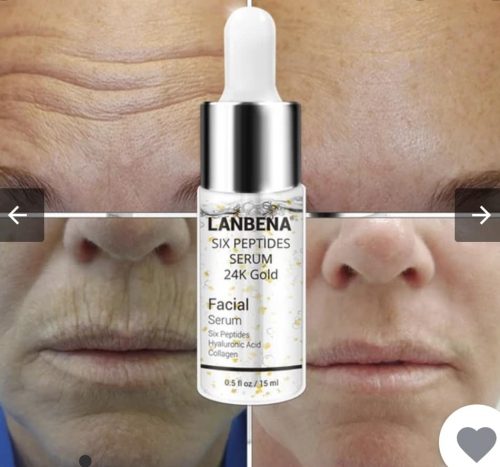 LANBENA®
SIX PEPTIDES
SERUM
24K Gold
Facial
Serum
Six Peptides
Hyaluronic Acid
Collagen
0.5 fl oz / 15 ml